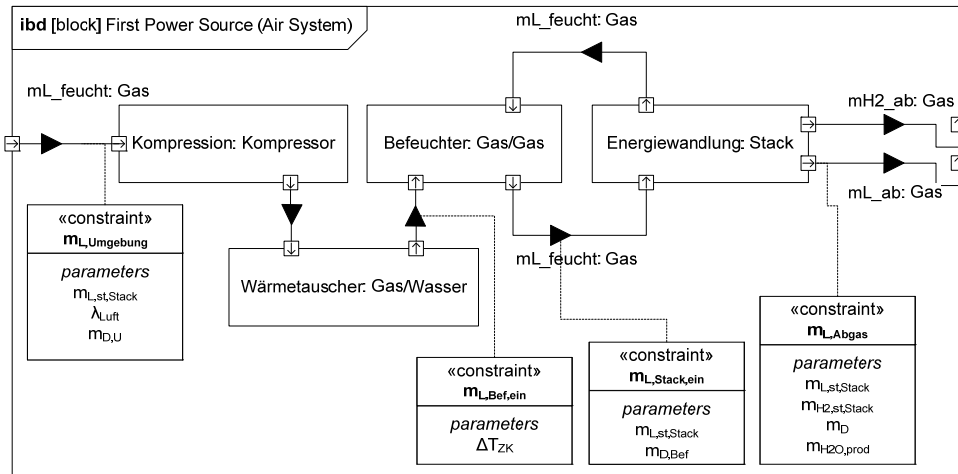 ibd [block] First Power Source (Air System)
mL_feucht: Gas
mL_feucht: Gas
mH2_ab: Gas
Kompression: Kompressor
Befeuchter: Gas/Gas
Energiewandlung: Stack
mL_ab: Gas
«constraint»
mL,Umgebung
parameters
mL,st,Stack
λLuft
mD,U
Wärmetauscher: Gas/Wasser
mL_feucht: Gas
«constraint»
mL,Bef,ein
parameters
ΔTZK
«constraint»
mL,Stack,ein
parameters
mL,st,Stack
mD,Bef
«constraint»
mL,Abgas
parameters
mL,st,Stack
mH2,st,Stack
mD
mH2O,prod